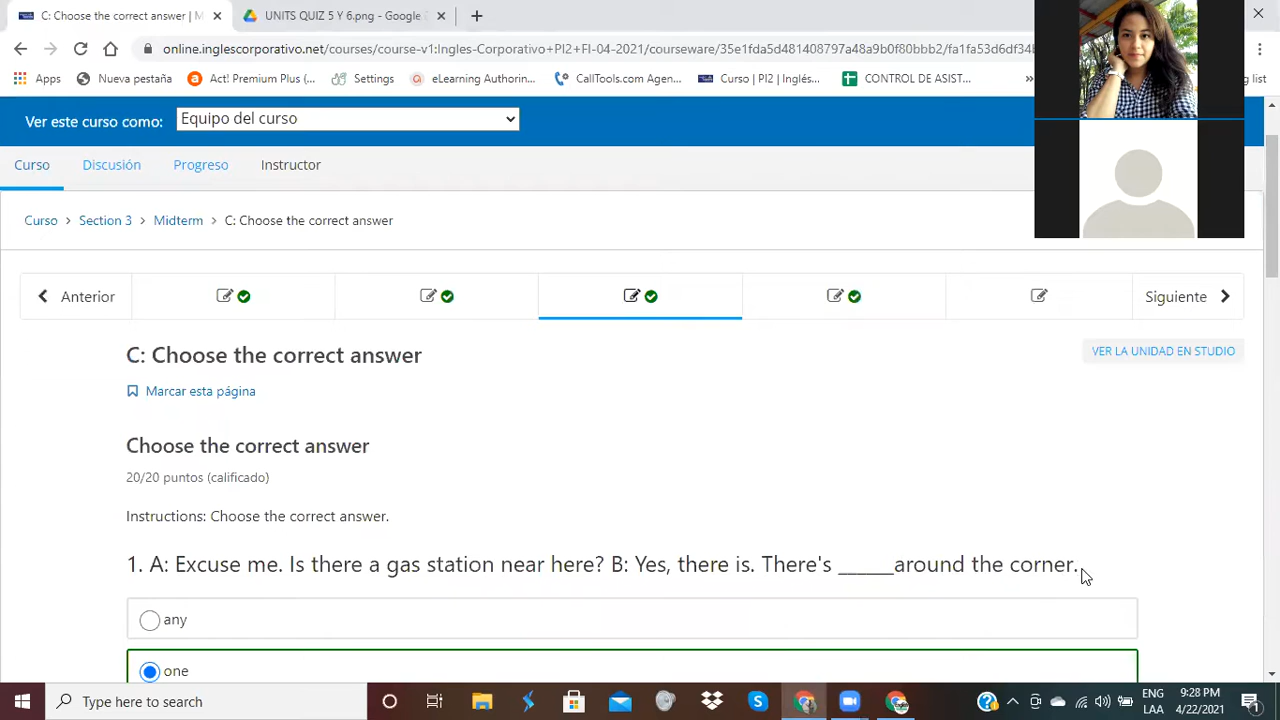 C: Choose the correct answer | M
UNITS QUIZ 5 Y 6.png - Google
online.inglescorporativo.net/courses/course-v1:Ingles-Corporativo+PI2+FI-04-2021/courseware/35e1fda5d481408797a48a9b0f80bbb2/fa1fa53d6df34b
Apps
Nueva pestaña
Act! Premium Plus (...
Settings
eLearning Authorin...
CallTools.com Agen...
Curso | PI2 | Inglés...
CONTROL DE ASIST...
»
g list
Ver este curso como:
Equipo del curso
Curso
Discusión
Progreso
Instructor
Curso > Section 3 > Midterm > C: Choose the correct answer
Anterior
Siguiente
C: Choose the correct answer
VER LA UNIDAD EN STUDIO
Marcar esta página
Choose the correct answer
20/20 puntos (calificado)
Instructions: Choose the correct answer.
1. A: Excuse me. Is there a gas station near here? B: Yes, there is. There's _____around the corner.
any
one
Type here to search
ENG
LAA
9:28 PM
4/22/2021
1